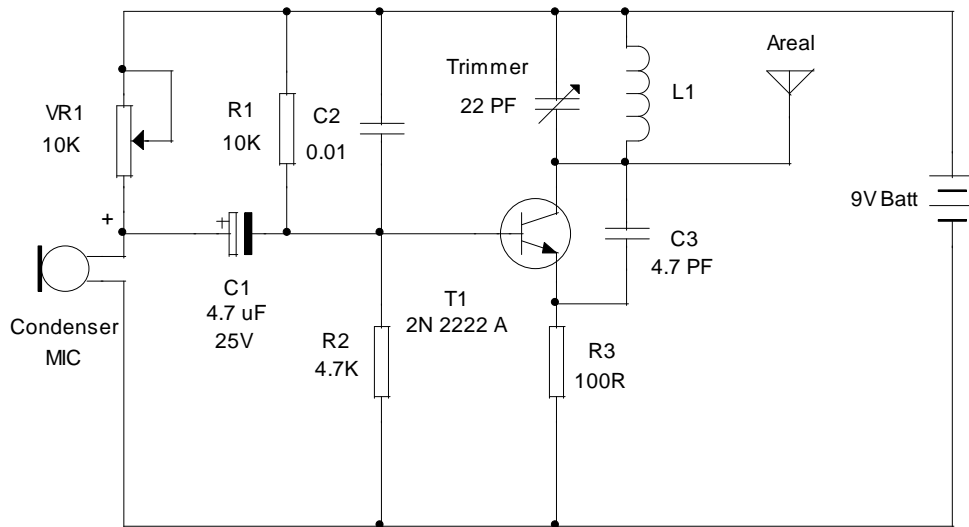 Areal
Trimmer
22 PF
L1
VR1
10K
R1
10K
C2
0.01
9V Batt
+
+
C3
4.7 PF
C1
4.7 uF
25V
T1
2N 2222 A
Condenser
MIC
R2
4.7K
R3
100R